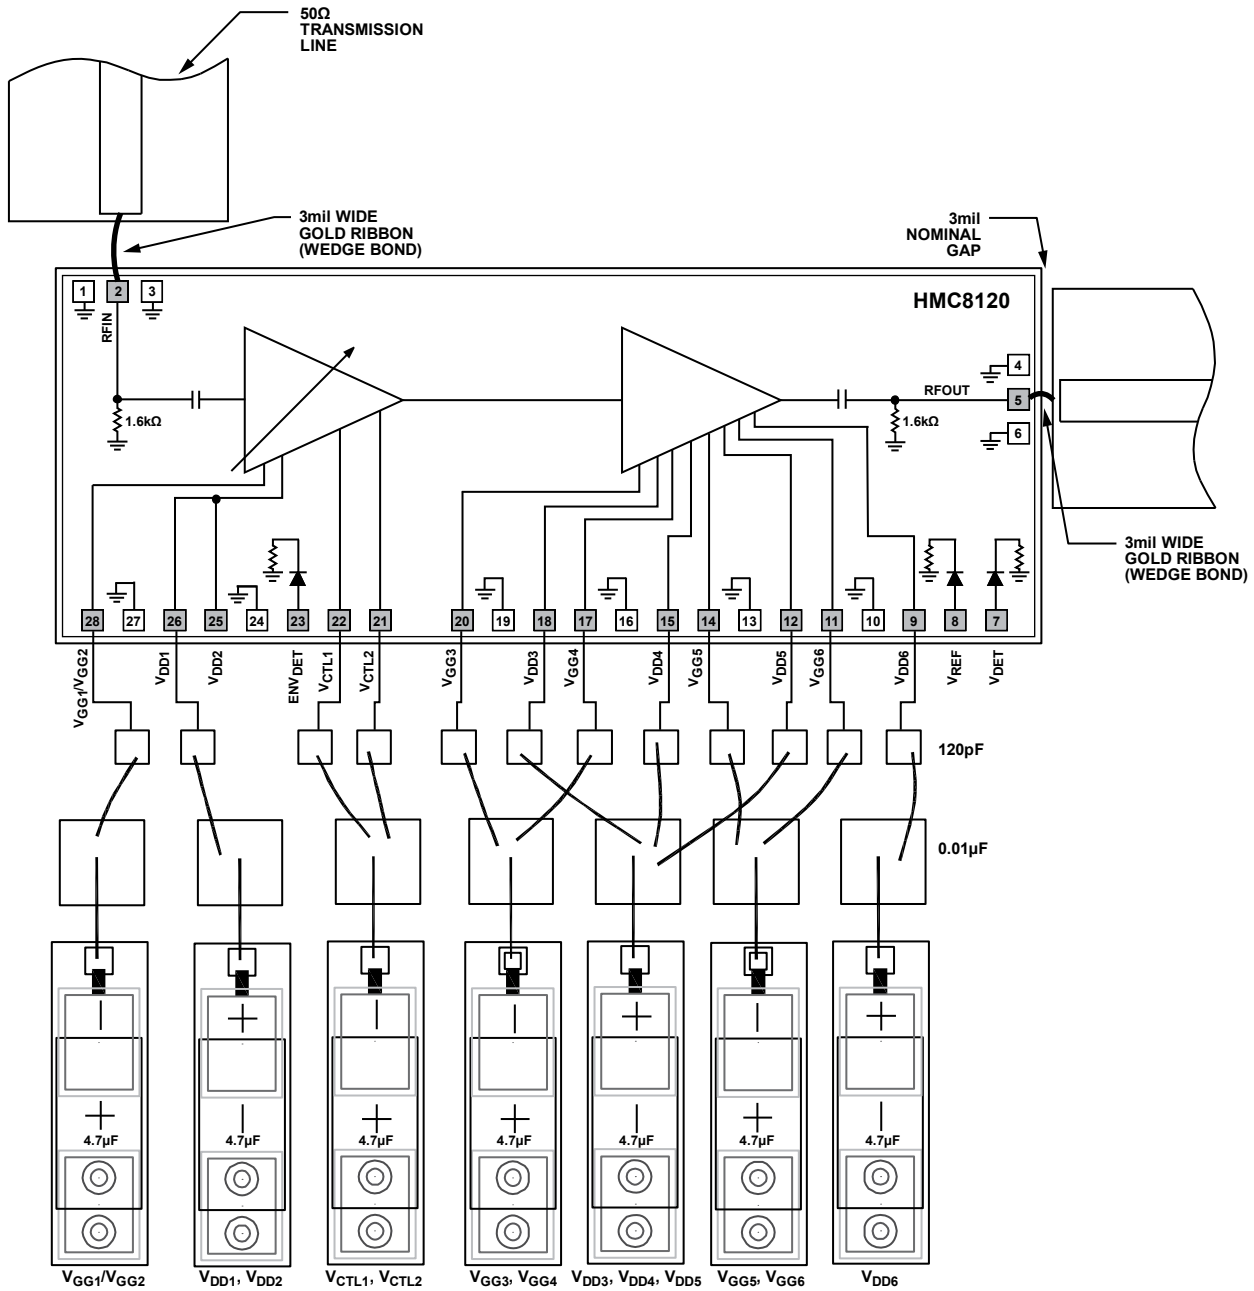 50Ω
TRANSMISSION
LINE
3mil WIDE
GOLD RIBBON
(WEDGE BOND)
3mil
NOMINAL
GAP
HMC8120
1
2
3
RFIN
4
RFOUT
5
6
1.6kΩ
1.6kΩ
3mil WIDE
GOLD RIBBON
(WEDGE BOND)
28
27
26
25
24
23
22
21
20
19
18
17
16
15
14
13
12
11
10
9
8
7
VGG1/VGG2
VDD1
VDD2
ENVDET
VCTL1
VCTL2
VGG3
VDD3
VGG4
VDD4
VGG5
VDD5
VGG6
VDD6
VREF
VDET
120pF
0.01µF
4.7µF
4.7µF
4.7µF
4.7µF
4.7µF
4.7µF
4.7µF
VGG1/VGG2
VDD1, VDD2
VCTL1, VCTL2
VGG3, VGG4
VDD3, VDD4, VDD5
VGG5, VGG6
VDD6